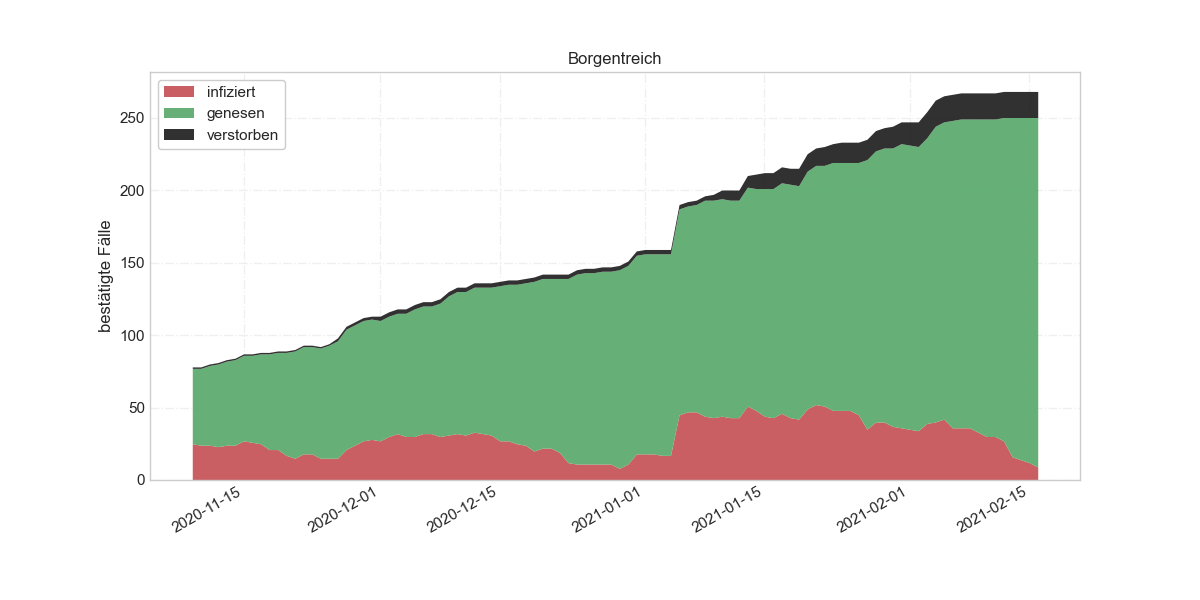 Borgentreich
infiziert
genesen
verstorben
bestätigte Fälle
250
200
150
100
50
0
2020-11-15
2020-12-01
2020-12-15
2021-01-01
2021-01-15
2021-02-01
2021-02-15